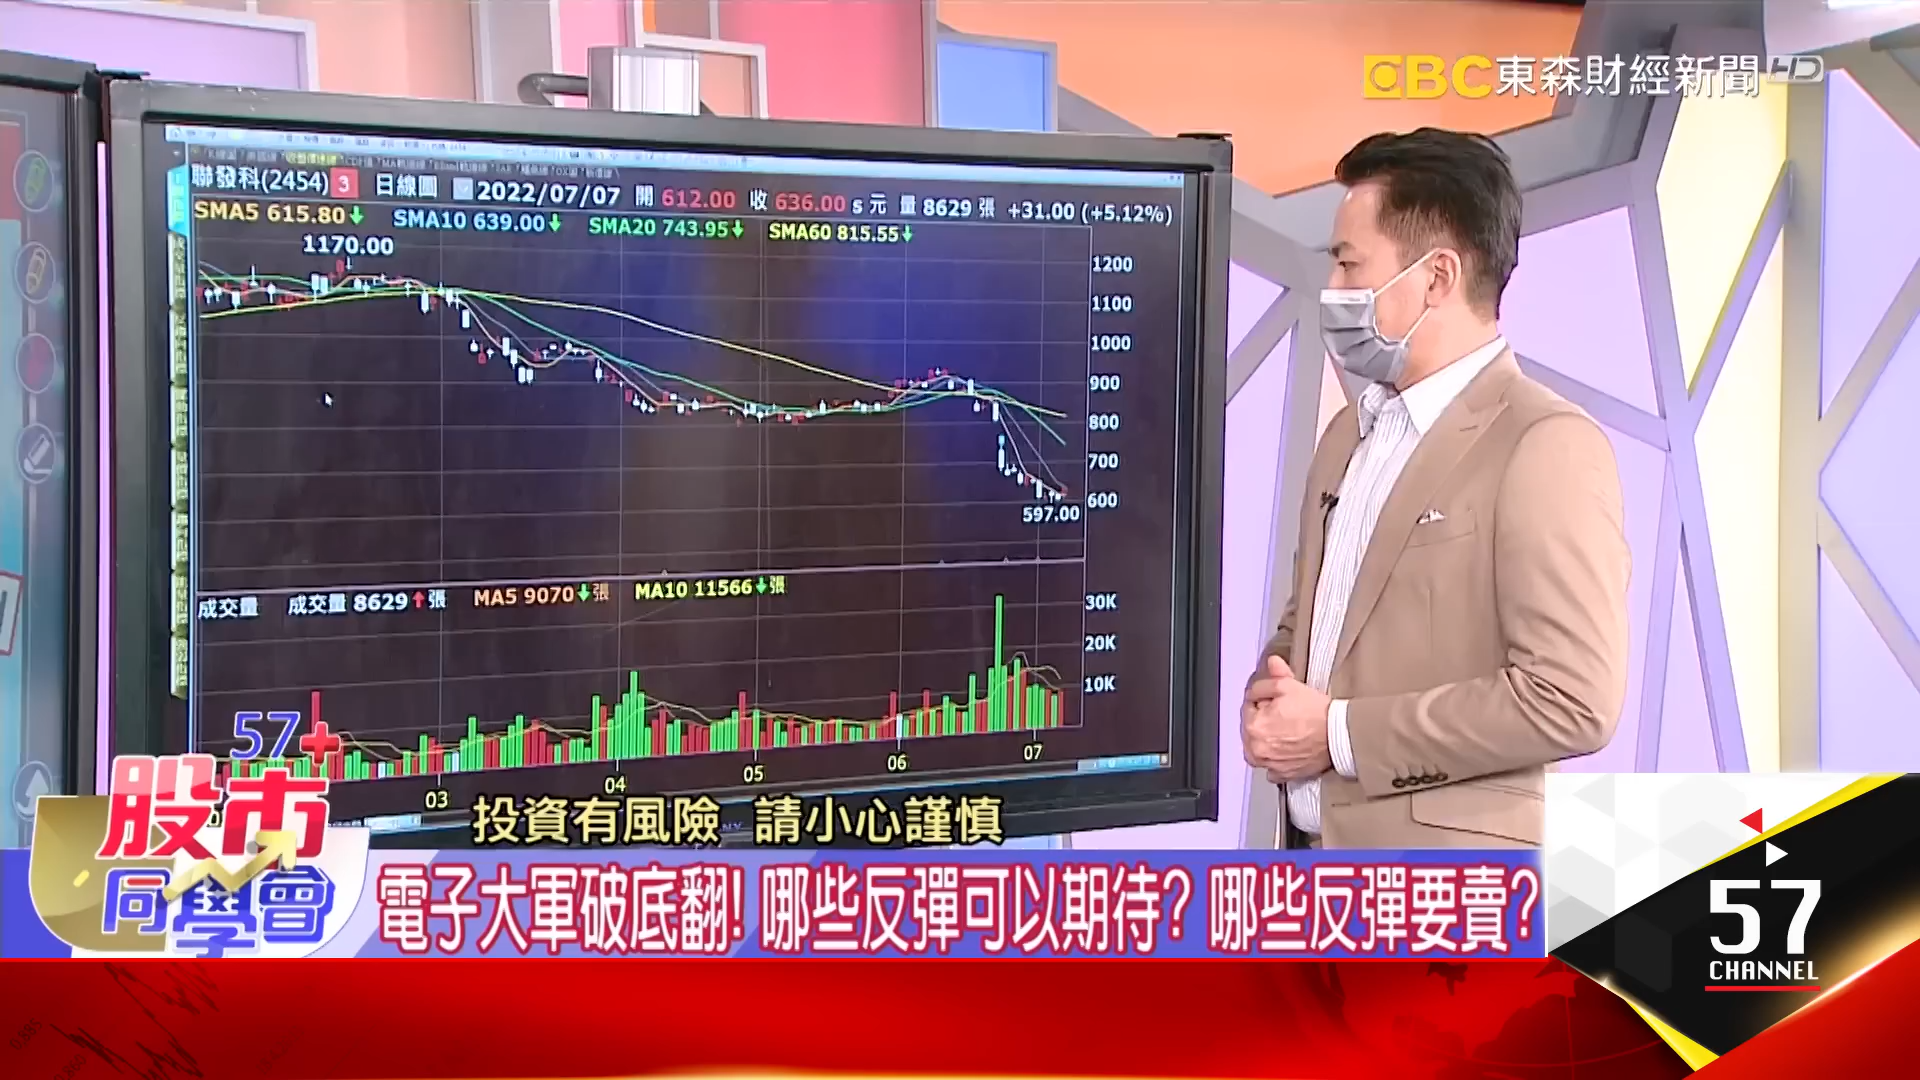 EBC東森財經新聞HD
聯發科(2454) 3 日線圖 2022/07/07 開 612.00 收 636.00 s 元 量 8629 張 +31.00 (+5.12%)
SMA5 615.80↓ SMA10 639.00↓ SMA20 743.95↓ SMA60 815.55↓
1170.00
1200
1100
1000
900
800
700
600
597.00
成交量 成交量 8629↑張 MA5 9070↓張 MA10 11566↓張
30K
20K
10K
03 04 05 06 07
57+
股市
同學會
投資有風險 請小心謹慎
電子大軍破底翻! 哪些反彈可以期待? 哪些反彈要賣?
57
CHANNEL